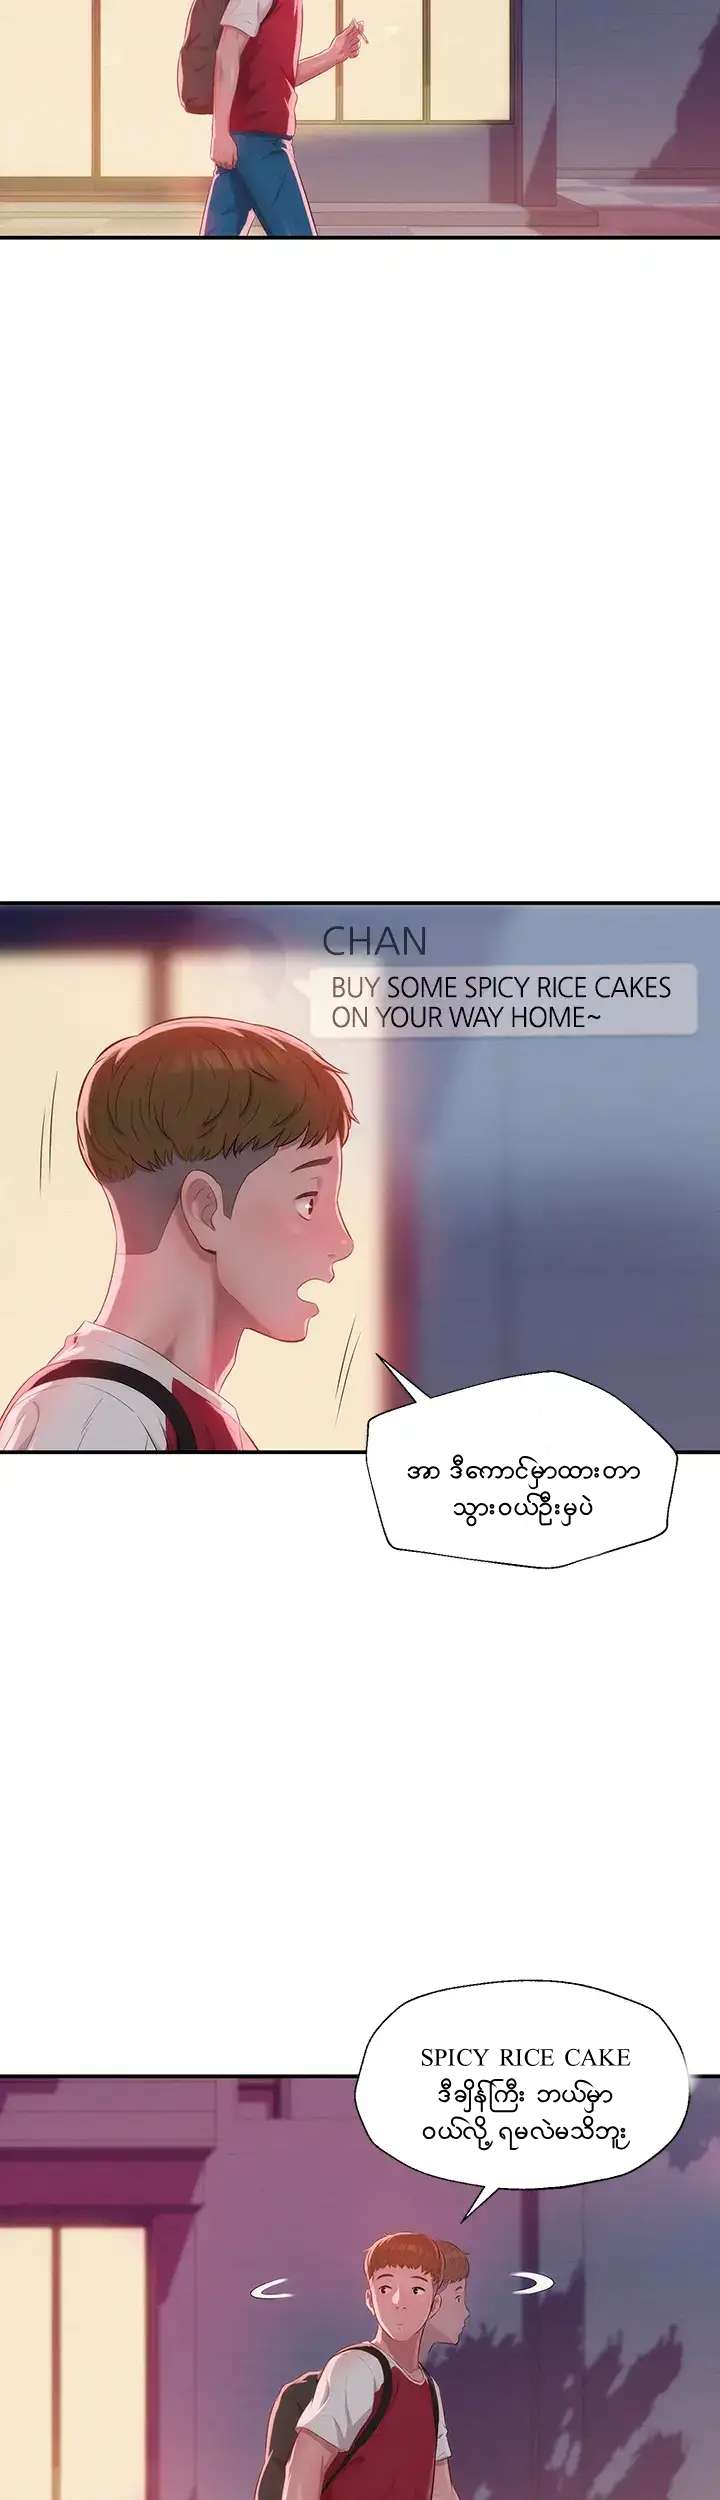 CHAN
BUY SOME SPICY RICE CAKES
ON YOUR WAY HOME~
အာ ဒီကောင်မှာထားတာ
သွားဝယ်ဦးမှပဲ
SPICY RICE CAKE
ဒီချိန်ကြီး ဘယ်မှာ
ဝယ်လို့ ရမလဲမသိဘူး